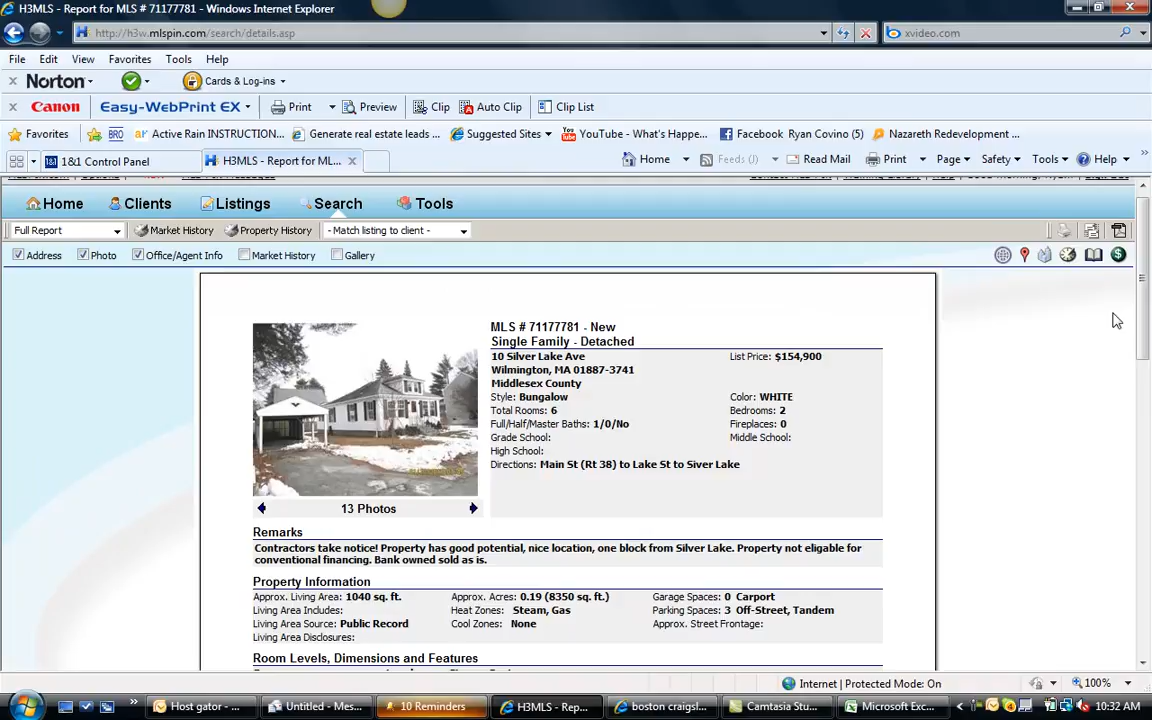 H3MLS - Report for MLS # 71177781 - Windows Internet Explorer
http://h3w.mlspin.com/search/details.asp
xvideo.com
File Edit View Favorites Tools Help
Norton Cards & Log-ins
Canon Easy-WebPrint EX Print Preview Clip Auto Clip Clip List
Favorites BRO Active Rain INSTRUCTION... Generate real estate leads ... Suggested Sites YouTube - What's Happe... Facebook Ryan Covino (5) Nazareth Redevelopment ...
1&1 Control Panel H3MLS - Report for ML... Home Feeds (J) Read Mail Print Page Safety Tools Help
Home Clients Listings Search Tools
Full Report Market History Property History - Match listing to client -
Address Photo Office/Agent Info Market History Gallery
MLS # 71177781 - New
Single Family - Detached
10 Silver Lake Ave List Price: $154,900
Wilmington, MA 01887-3741
Middlesex County
Style: Bungalow Color: WHITE
Total Rooms: 6 Bedrooms: 2
Full/Half/Master Baths: 1/0/No Fireplaces: 0
Grade School: Middle School:
High School:
Directions: Main St (Rt 38) to Lake St to Siver Lake
13 Photos
Remarks
Contractors take notice! Property has good potential, nice location, one block from Silver Lake. Property not eligable for
conventional financing. Bank owned sold as is.
Property Information
Approx. Living Area: 1040 sq. ft. Approx. Acres: 0.19 (8350 sq. ft.) Garage Spaces: 0 Carport
Living Area Includes: Heat Zones: Steam, Gas Parking Spaces: 3 Off-Street, Tandem
Living Area Source: Public Record Cool Zones: None Approx. Street Frontage:
Living Area Disclosures:
Room Levels, Dimensions and Features
Internet | Protected Mode: On 100%
Host gator - ... Untitled - Mes... 10 Reminders H3MLS - Rep... boston craigsl... Camtasia Stu... Microsoft Exc... 10:32 AM